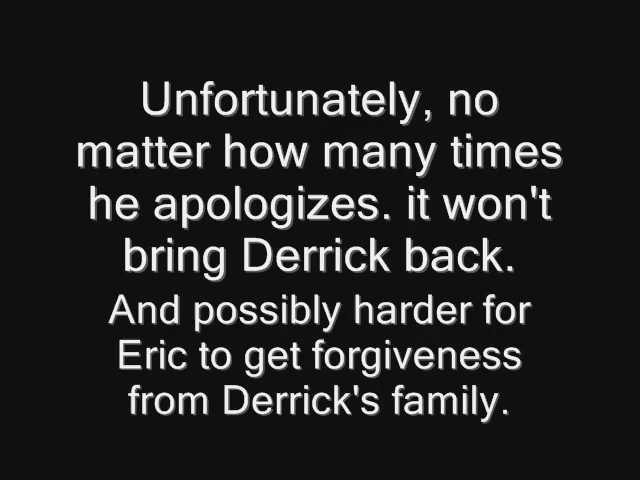 Unfortunately, no
matter how many times
he apologizes. it won't
bring Derrick back.
And possibly harder for
Eric to get forgiveness
from Derrick's family.